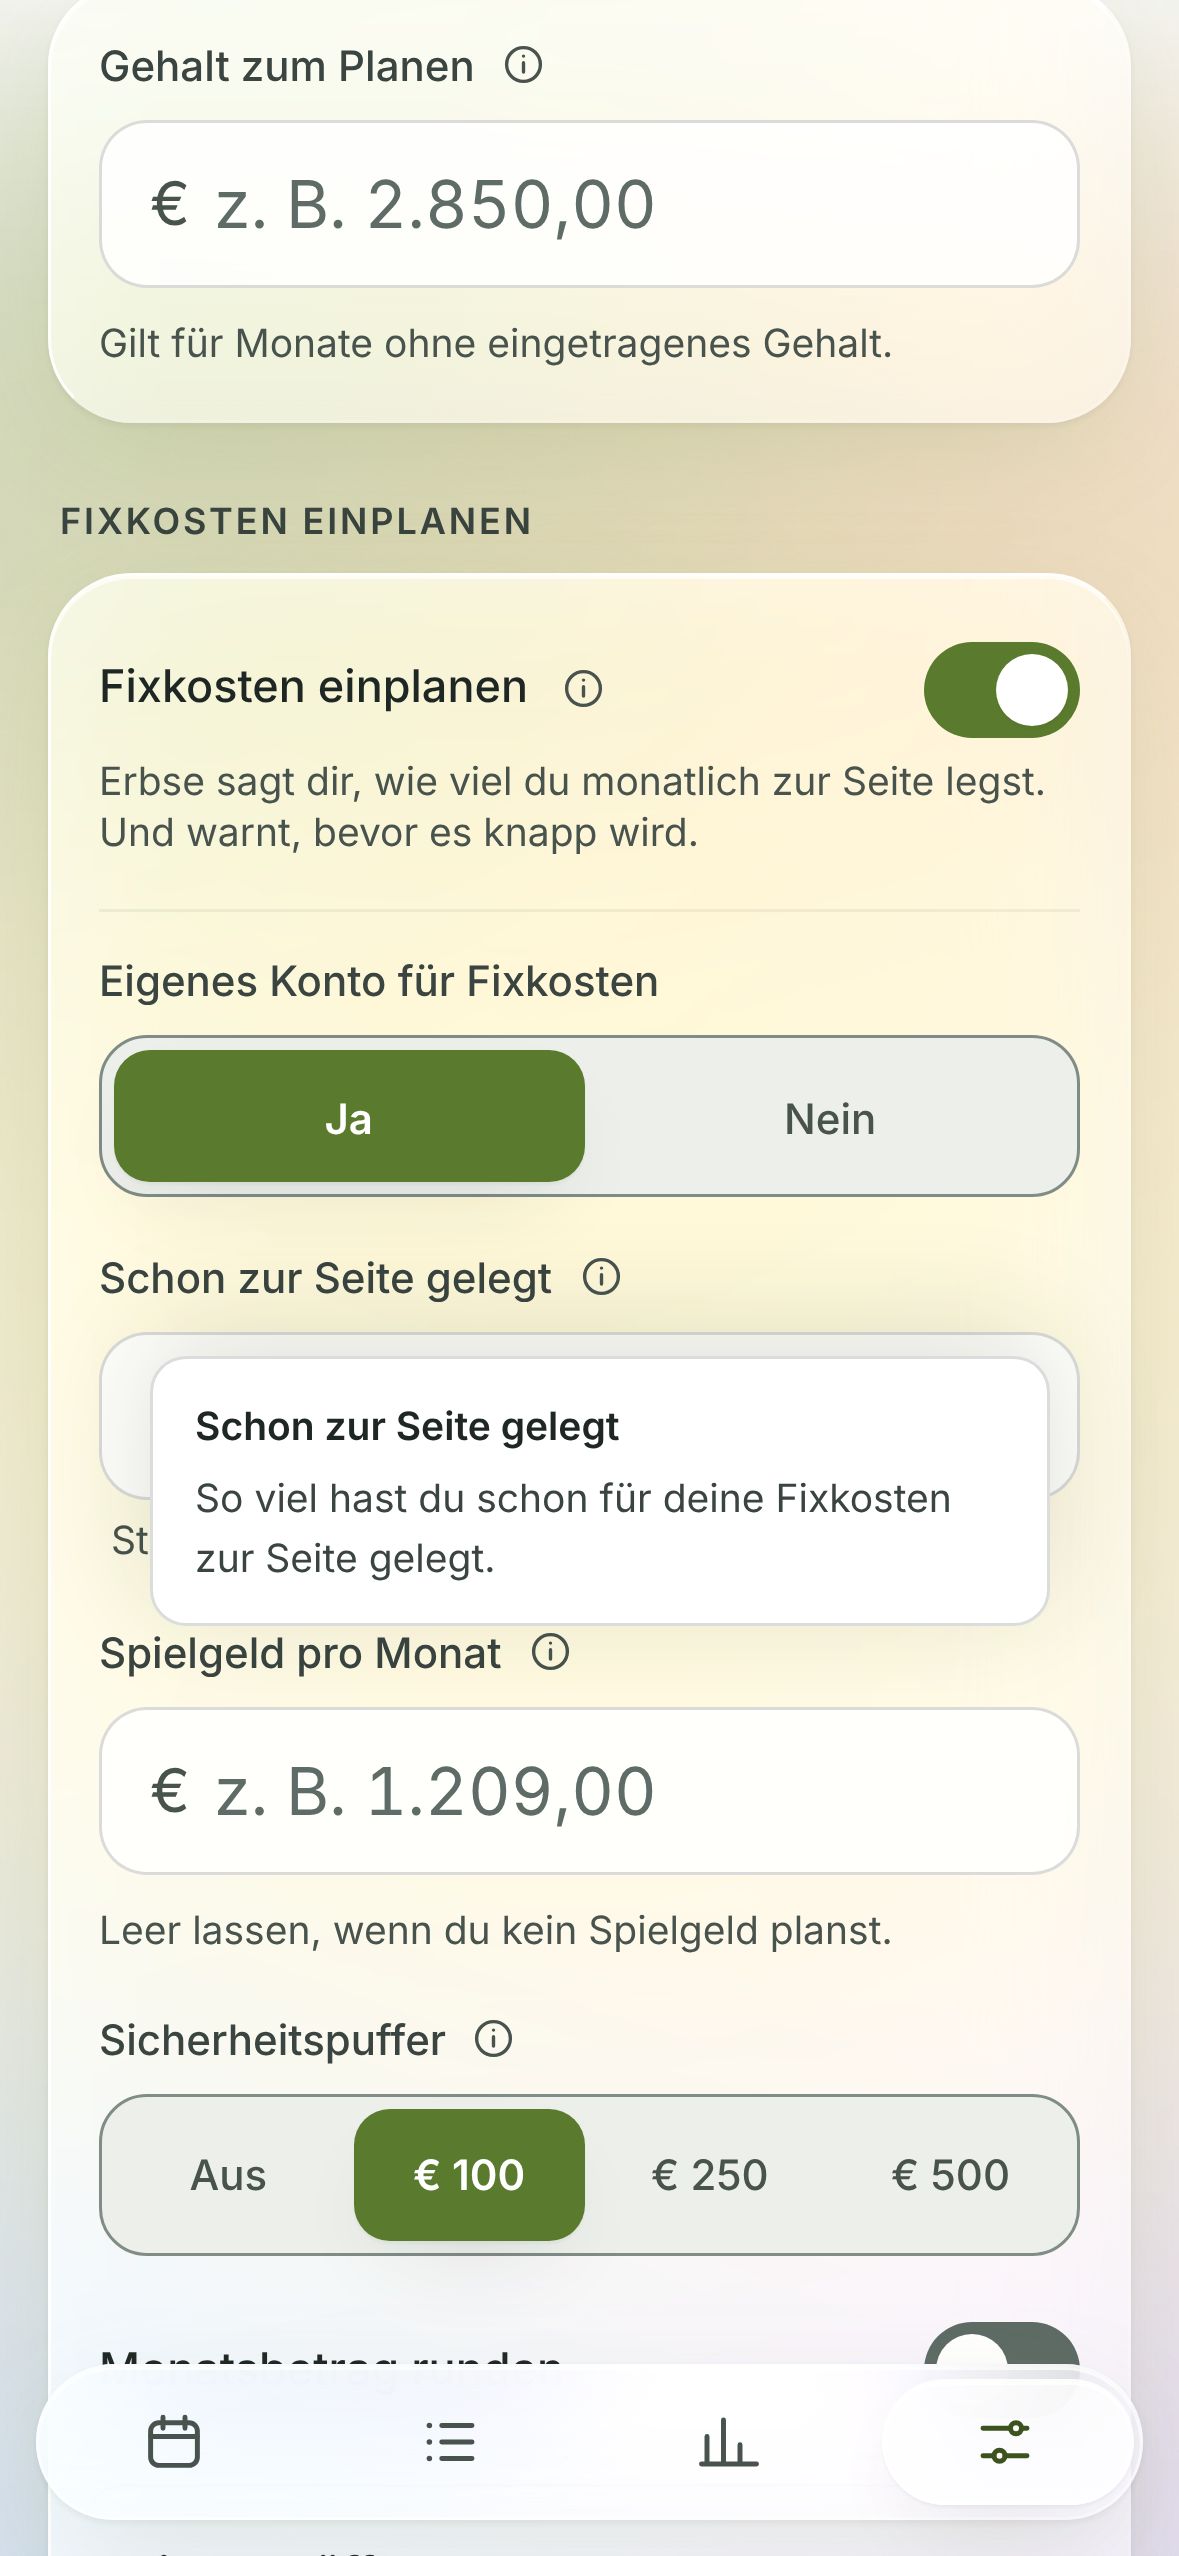 Gehalt zum Planen
€ z. B. 2.850,00
Gilt für Monate ohne eingetragenes Gehalt.
FIXKOSTEN EINPLANEN
Fixkosten einplanen
Erbse sagt dir, wie viel du monatlich zur Seite legst.
Und warnt, bevor es knapp wird.
Eigenes Konto für Fixkosten
Ja
Nein
Schon zur Seite gelegt
Schon zur Seite gelegt
So viel hast du schon für deine Fixkosten
zur Seite gelegt.
St
Spielgeld pro Monat
€ z. B. 1.209,00
Leer lassen, wenn du kein Spielgeld planst.
Sicherheitspuffer
Aus
€ 100
€ 250
€ 500
Monatsbetrag runden